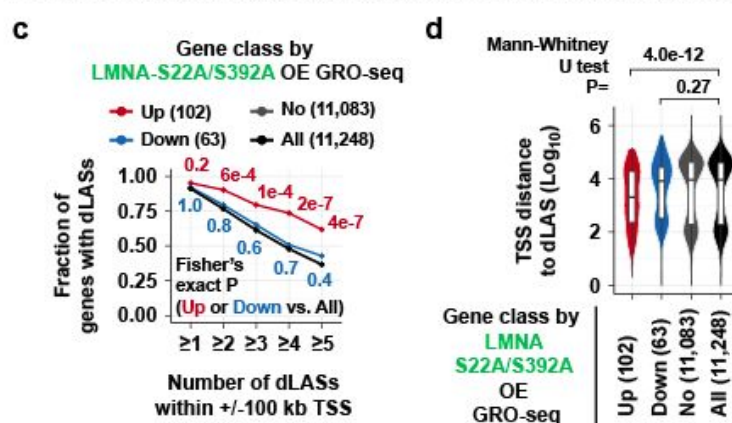 c
Gene class by
LMNA-S22A/S392A OE GRO-seq
Up (102)
No (11,083)
Down (63)
All (11,248)
Fraction of
genes with dLASs
1.00
0.75
0.50
0.25
0.00
0.2
6e-4
1e-4
2e-7
4e-7
1.0
0.8
0.6
0.7
0.4
Fisher's
exact P
(Up or Down vs. All)
≥1 ≥2 ≥3 ≥4 ≥5
Number of dLASs
within +/-100 kb TSS
d
Mann-Whitney
U test
P=
4.0e-12
0.27
TSS distance
to dLAS (Log10)
6
4
2
0
Gene class by
LMNA
S22A/S392A
OE
GRO-seq
Up (102)
Down (63)
No (11,083)
All (11,248)